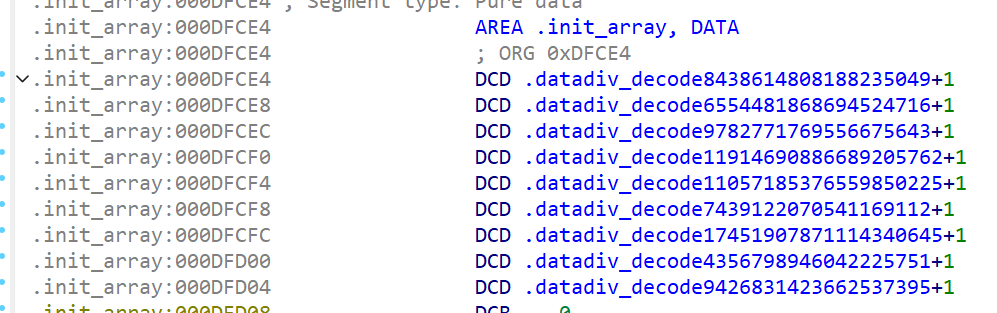 .init_array:000DFCE4 ; Segment type: Pure data
.init_array:000DFCE4 AREA .init_array, DATA
.init_array:000DFCE4 ; ORG 0xDFCE4
.init_array:000DFCE4 DCD .datadiv_decode8438614808188235049+1
.init_array:000DFCE8 DCD .datadiv_decode6554481868694524716+1
.init_array:000DFCEC DCD .datadiv_decode9782771769556675643+1
.init_array:000DFCF0 DCD .datadiv_decode11914690886689205762+1
.init_array:000DFCF4 DCD .datadiv_decode11057185376559850225+1
.init_array:000DFCF8 DCD .datadiv_decode7439122070541169112+1
.init_array:000DFCFC DCD .datadiv_decode17451907871114340645+1
.init_array:000DFD00 DCD .datadiv_decode4356798946042225751+1
.init_array:000DFD04 DCD .datadiv_decode9426831423662537395+1
.init_array:000DFD08 DCB 0